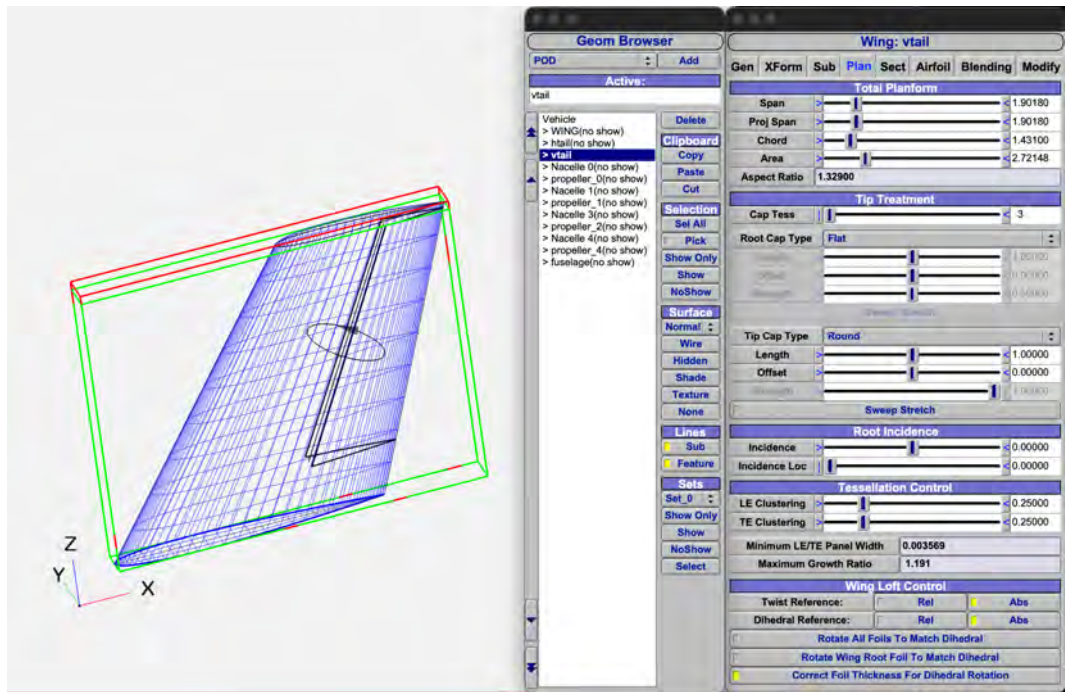 Z
Y
X
Geom Browser
POD
Add
Active:
vtail
Vehicle
> WING(no show)
> htail(no show)
> vtail
> Nacelle 0(no show)
> propeller_0(no show)
> Nacelle 1(no show)
> propeller_1(no show)
> Nacelle 3(no show)
> propeller_2(no show)
> Nacelle 4(no show)
> propeller_4(no show)
> fuselage(no show)
Delete
Clipboard
Copy
Paste
Cut
Selection
Sel All
Pick
Show Only
Show
NoShow
Surface
Normal
Wire
Hidden
Shade
Texture
None
Lines
Sub
Feature
Sets
Set_0
Show Only
Show
NoShow
Select
Wing: vtail
Gen XForm Sub Plan Sect Airfoil Blending Modify
Total Planform
Span > < 1.90180
Proj Span > < 1.90180
Chord > < 1.43100
Area > < 2.72148
Aspect Ratio 1.32900
Tip Treatment
Cap Tess | < 3
Root Cap Type Flat
Sweep Stretch
Tip Cap Type Round
Length > < 1.00000
Offset > < 0.00000
Strength 1.00000
Sweep Stretch
Root Incidence
Incidence > < 0.00000
Incidence Loc | < 0.00000
Tessellation Control
LE Clustering > < 0.25000
TE Clustering > < 0.25000
Minimum LE/TE Panel Width 0.003569
Maximum Growth Ratio 1.191
Wing Loft Control
Twist Reference: Rel Abs
Dihedral Reference: Rel Abs
Rotate All Foils To Match Dihedral
Rotate Wing Root Foil To Match Dihedral
Correct Foil Thickness For Dihedral Rotation